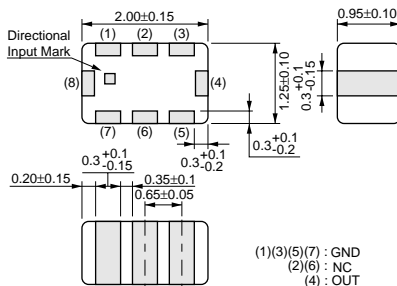 2.00±0.15
0.95±0.10
Directional
Input Mark
(1) (2) (3)
(8)
(4)
(7) (6) (5)
1.25±0.10
0.3+0.1-0.15
0.3+0.1-0.2
0.3+0.1-0.2
0.3+0.1-0.15
0.20±0.15
0.35±0.1
0.65±0.05
(1)(3)(5)(7) : GND
(2)(6) : NC
(4) : OUT